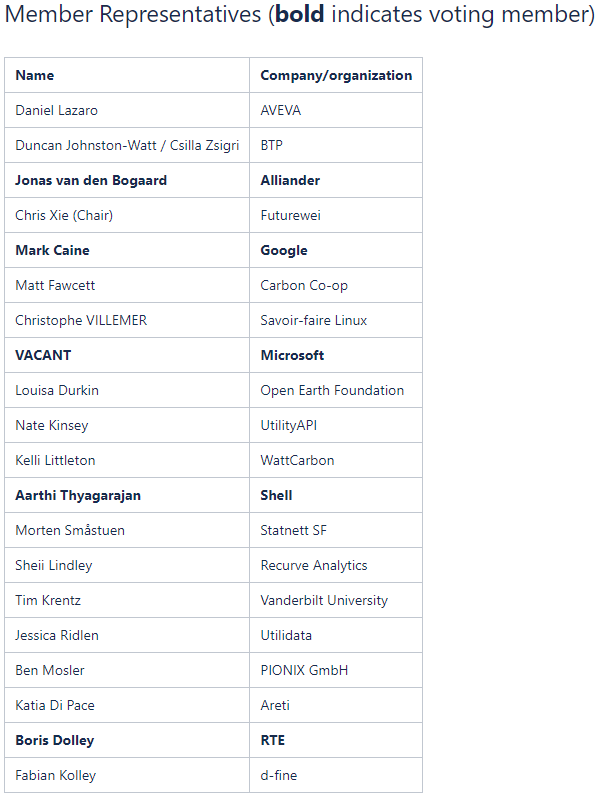 Member Representatives (bold indicates voting member)
Name Company/organization
Daniel Lazaro AVEVA
Duncan Johnston-Watt / Csilla Zsigri BTP
Jonas van den Bogaard Alliander
Chris Xie (Chair) Futurewei
Mark Caine Google
Matt Fawcett Carbon Co-op
Christophe VILLEMER Savoir-faire Linux
VACANT Microsoft
Louisa Durkin Open Earth Foundation
Nate Kinsey UtilityAPI
Kelli Littleton WattCarbon
Aarthi Thyagarajan Shell
Morten Småstuen Statnett SF
Sheii Lindley Recurve Analytics
Tim Krentz Vanderbilt University
Jessica Ridlen Utilidata
Ben Mosler PIONIX GmbH
Katia Di Pace Areti
Boris Dolley RTE
Fabian Kolley d-fine